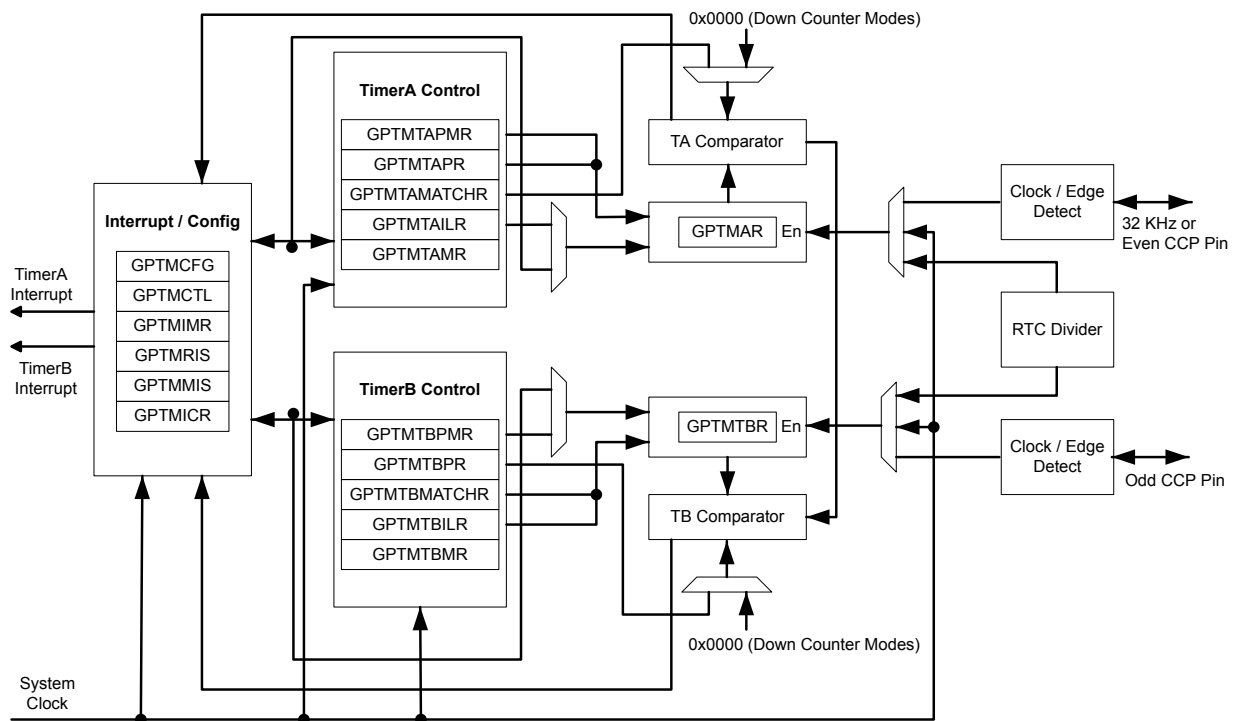 0x0000 (Down Counter Modes)
TimerA Control
GPTMTAPMR
GPTMTAPR
GPTMTAMATCHR
GPTMTAILR
GPTMTAMR
TA Comparator
GPTMAR
En
Clock / Edge
Detect
32 KHz or
Even CCP Pin
Interrupt / Config
GPTMCFG
GPTMCTL
GPTMIMR
GPTMRIS
GPTMMIS
GPTMICR
TimerA
Interrupt
TimerB
Interrupt
RTC Divider
TimerB Control
GPTMTBPMR
GPTMTBPR
GPTMTBMATCHR
GPTMTBILR
GPTMTBMR
GPTMTBR
En
TB Comparator
Clock / Edge
Detect
Odd CCP Pin
0x0000 (Down Counter Modes)
System
Clock